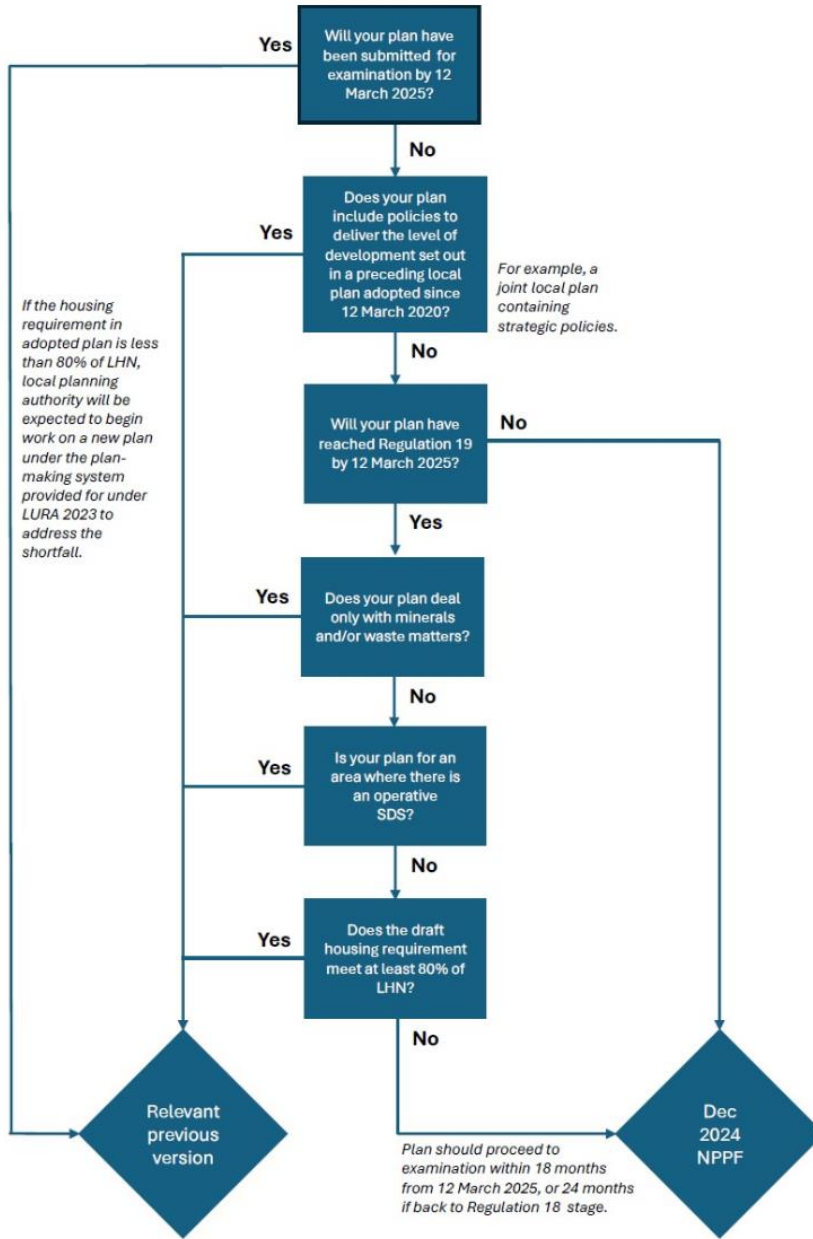 Yes
Will your plan have
been submitted for
examination by 12
March 2025?
No
Yes
Does your plan
include policies to
deliver the level of
development set out
in a preceding local
plan adopted since
12 March 2020?
For example, a
joint local plan
containing
strategic policies.
If the housing
requirement in
adopted plan is less
than 80% of LHN,
local planning
authority will be
expected to begin
work on a new plan
under the plan-
making system
provided for under
LURA 2023 to
address the
shortfall.
No
Will your plan have
reached Regulation 19
by 12 March 2025?
No
Yes
Yes
Does your plan deal
only with minerals
and/or waste matters?
No
Yes
Is your plan for an
area where there is
an operative
SDS?
No
Yes
Does the draft
housing requirement
meet at least 80% of
LHN?
No
Relevant
previous
version
Plan should proceed to
examination within 18 months
from 12 March 2025, or 24 months
if back to Regulation 18 stage.
Dec
2024
NPPF